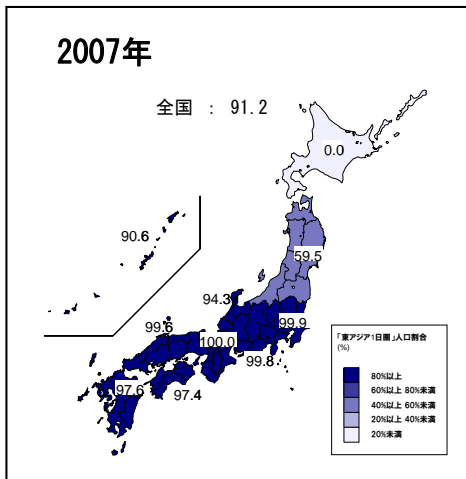 2007年
全国 : 91.2
0.0
90.6
59.5
94.3
99.6
100.0
99.9
99.8
97.6
97.4
「東アジア1日圏」人口割合
(%)
80%以上
60%以上 80%未満
40%以上 60%未満
20%以上 40%未満
20%未満